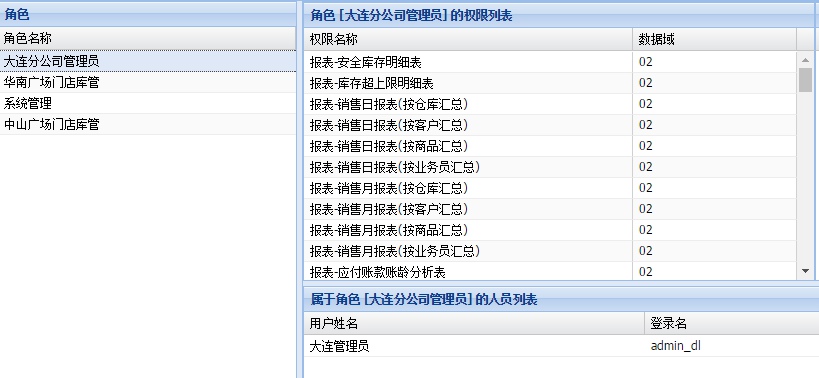 角色
角色名称
大连分公司管理员
华南广场门店库管
系统管理
中山广场门店库管
角色 [大连分公司管理员] 的权限列表
权限名称 数据域
报表-安全库存明细表 02
报表-库存超上限明细表 02
报表-销售日报表(按仓库汇总) 02
报表-销售日报表(按客户汇总) 02
报表-销售日报表(按商品汇总) 02
报表-销售日报表(按业务员汇总) 02
报表-销售月报表(按仓库汇总) 02
报表-销售月报表(按客户汇总) 02
报表-销售月报表(按商品汇总) 02
报表-销售月报表(按业务员汇总) 02
报表-应付账款账龄分析表 02
属于角色 [大连分公司管理员] 的人员列表
用户姓名 登录名
大连管理员 admin_dl